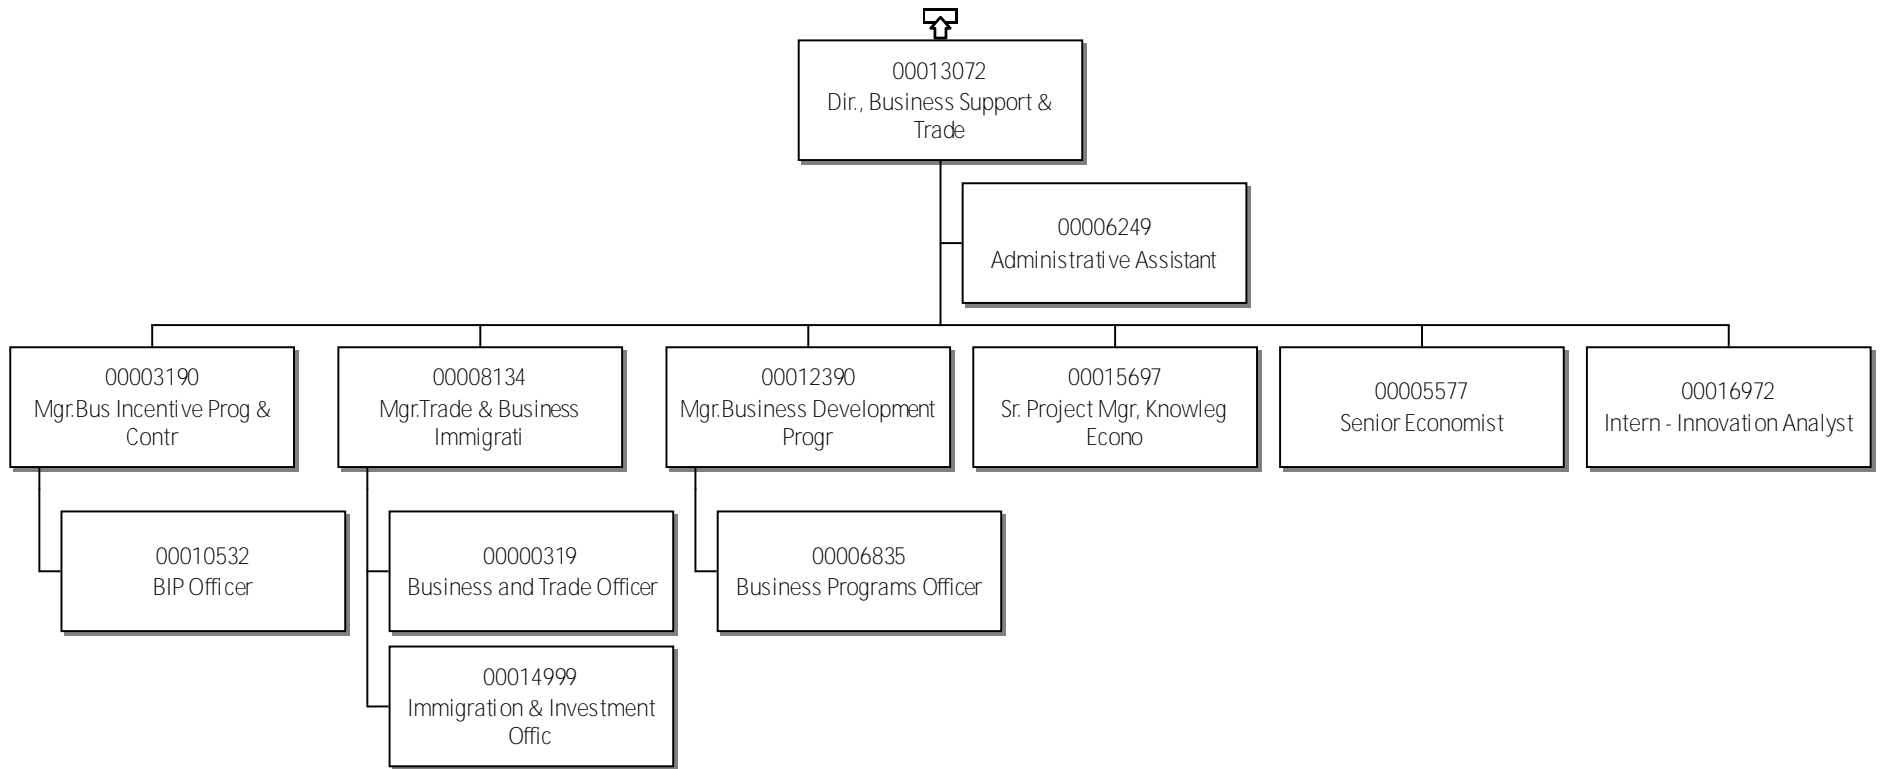 00013072
Dir., Business Support &
Trade
00006249
Administrative Assistant
00003190
Mgr.Bus Incentive Prog &
Contr
00008134
Mgr.Trade & Business
Immigrati
00012390
Mgr.Business Development
Progr
00015697
Sr. Project Mgr, Knowleg
Econo
00005577
Senior Economist
00016972
Intern - Innovation Analyst
00010532
BIP Officer
00000319
Business and Trade Officer
00006835
Business Programs Officer
00014999
Immigration & Investment
Offic